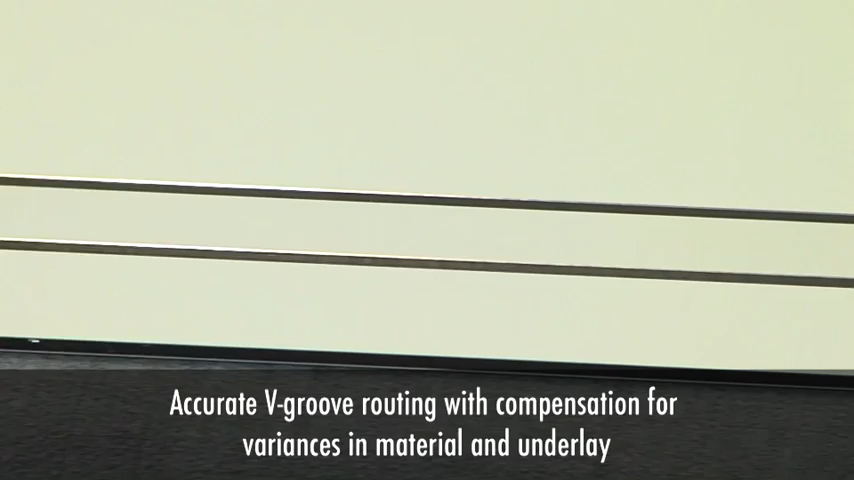 Accurate V-groove routing with compensation for
variances in material and underlay